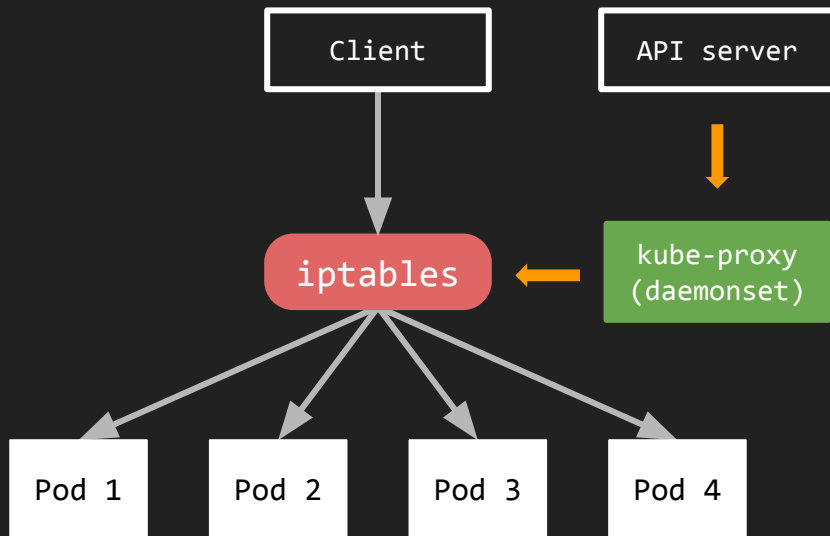 Client
API server
iptables
kube-proxy
(daemonset)
Pod 1
Pod 2
Pod 3
Pod 4